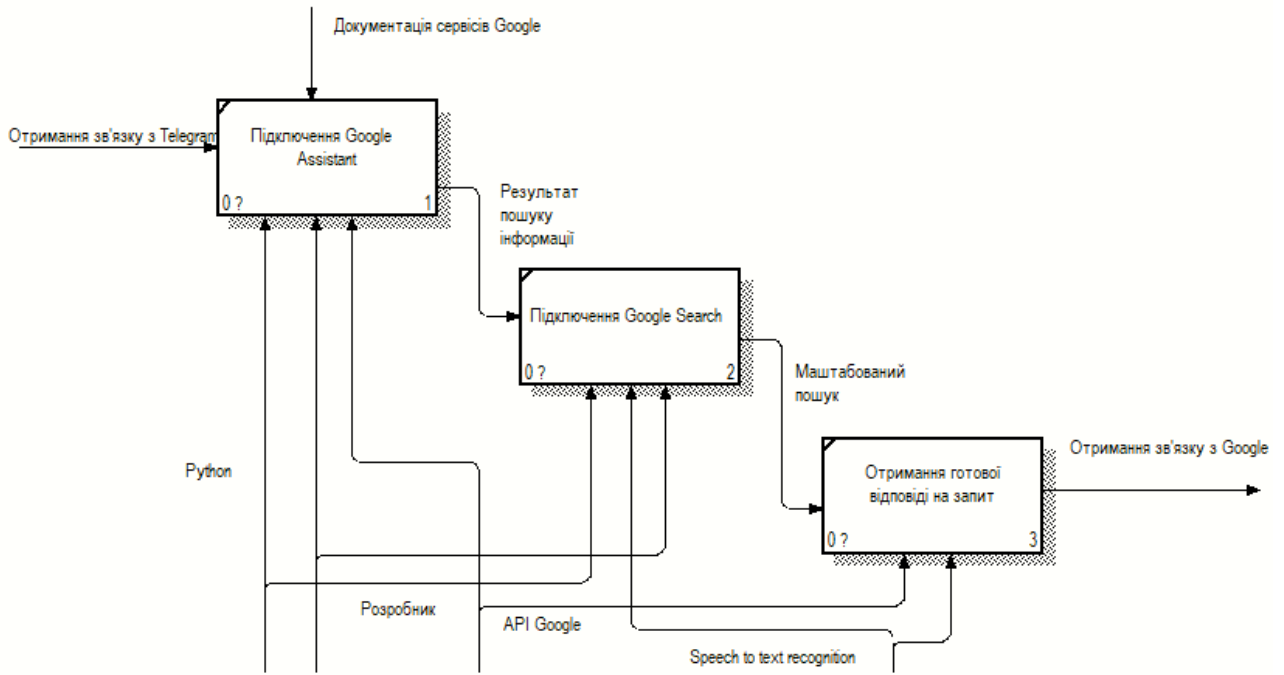 Документація сервісів Google
Отримання зв'язку з Telegram
Підключення Google
Assistant
0 ?
1
Результат
пошуку
інформації
Підключення Google Search
0 ?
2
Маштабований
пошук
Отримання зв'язку з Google
Отримання готової
відповіді на запит
0 ?
3
Python
Розробник
API Google
Speech to text recognition